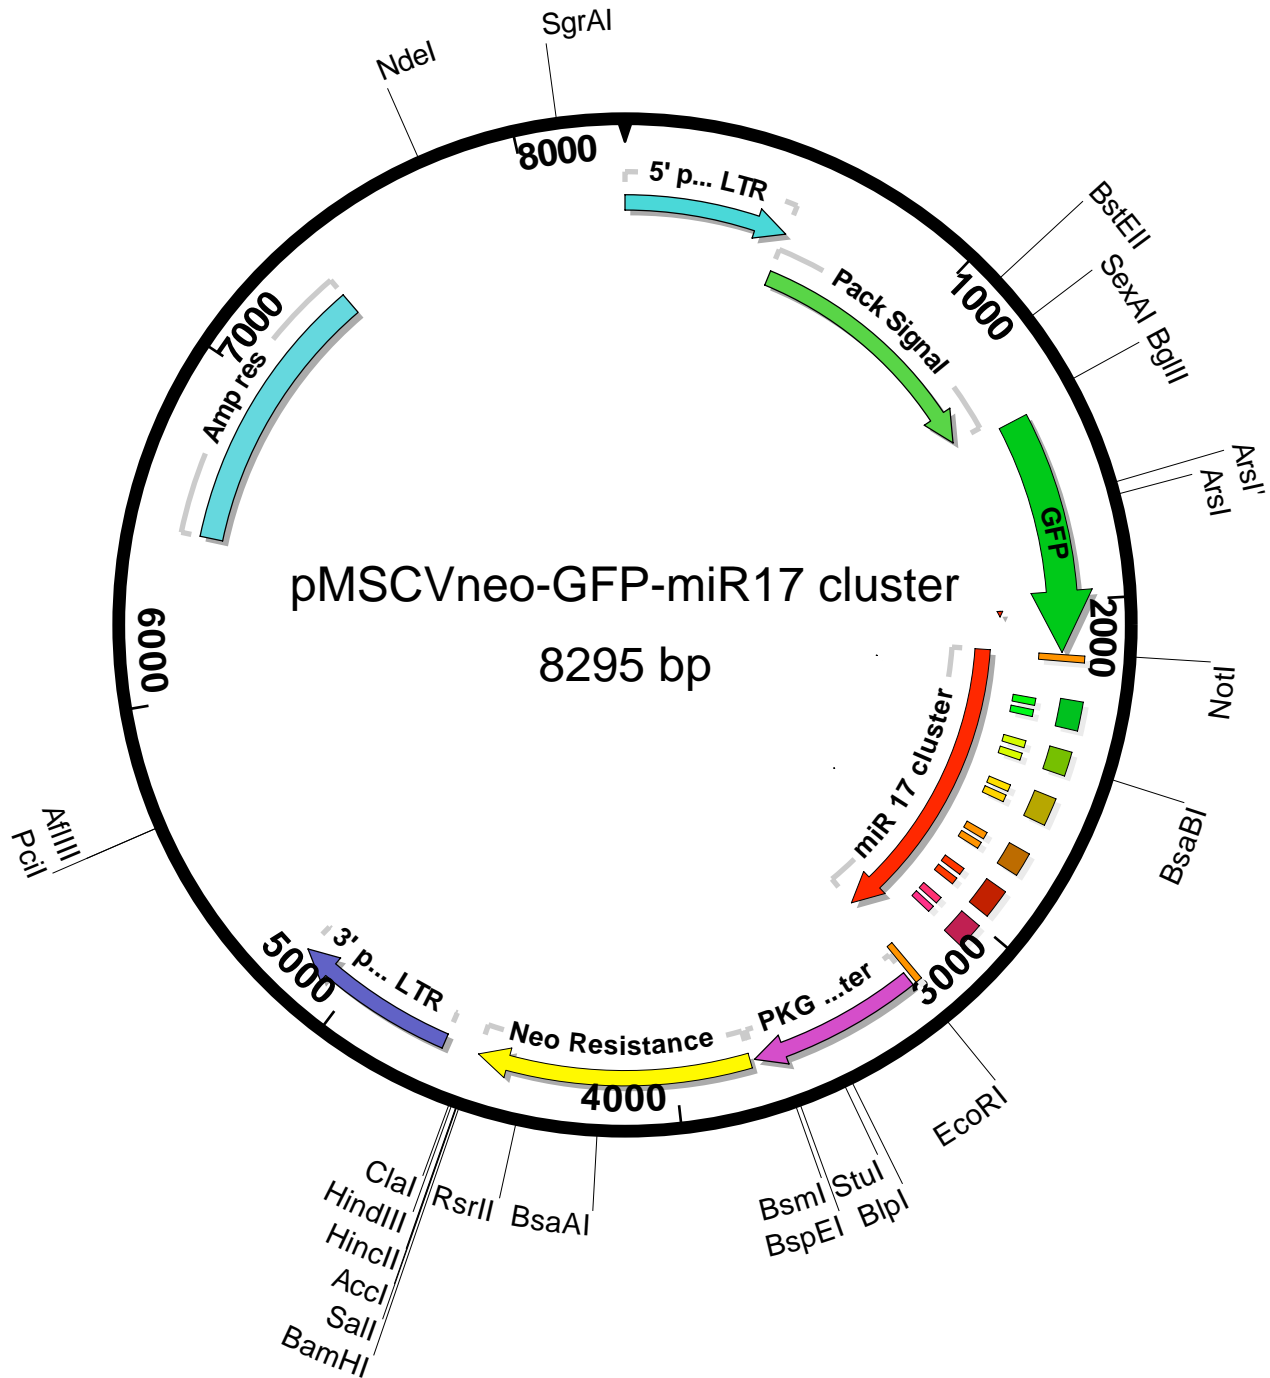 NdeI
SgrAI
8000
5' p... LTR
BstEII
1000
SexAI
BglII
Pack Signal
7000
Amp res
ArsI'
ArsI
GFP
pMSCVneo-GFP-miR17 cluster
8295 bp
6000
2000
NotI
miR 17 cluster
BsaBI
AflIII
PciI
5000
3' p... LTR
3000
PKG ...ter
Neo Resistance
4000
EcoRI
ClaI
HindIII
HincII
AccI
SalI
BamHI
RsrII
BsaAI
BsmI
BspEI
StuI
BlpI